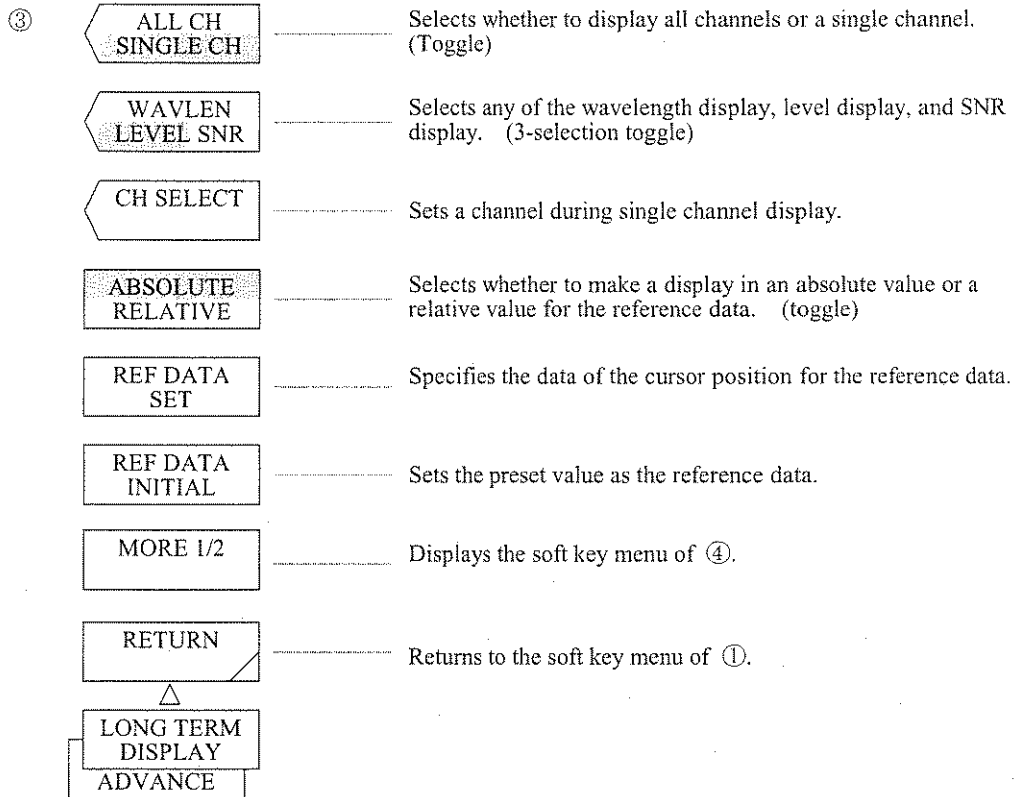 ③
ALL CH
SINGLE CH
Selects whether to display all channels or a single channel.
(Toggle)
WAVLEN
LEVEL SNR
Selects any of the wavelength display, level display, and SNR
display. (3-selection toggle)
CH SELECT
Sets a channel during single channel display.
ABSOLUTE
RELATIVE
Selects whether to make a display in an absolute value or a
relative value for the reference data. (toggle)
REF DATA
SET
Specifies the data of the cursor position for the reference data.
REF DATA
INITIAL
Sets the preset value as the reference data.
MORE 1/2
Displays the soft key menu of ④.
RETURN
Returns to the soft key menu of ①.
LONG TERM
DISPLAY
ADVANCE